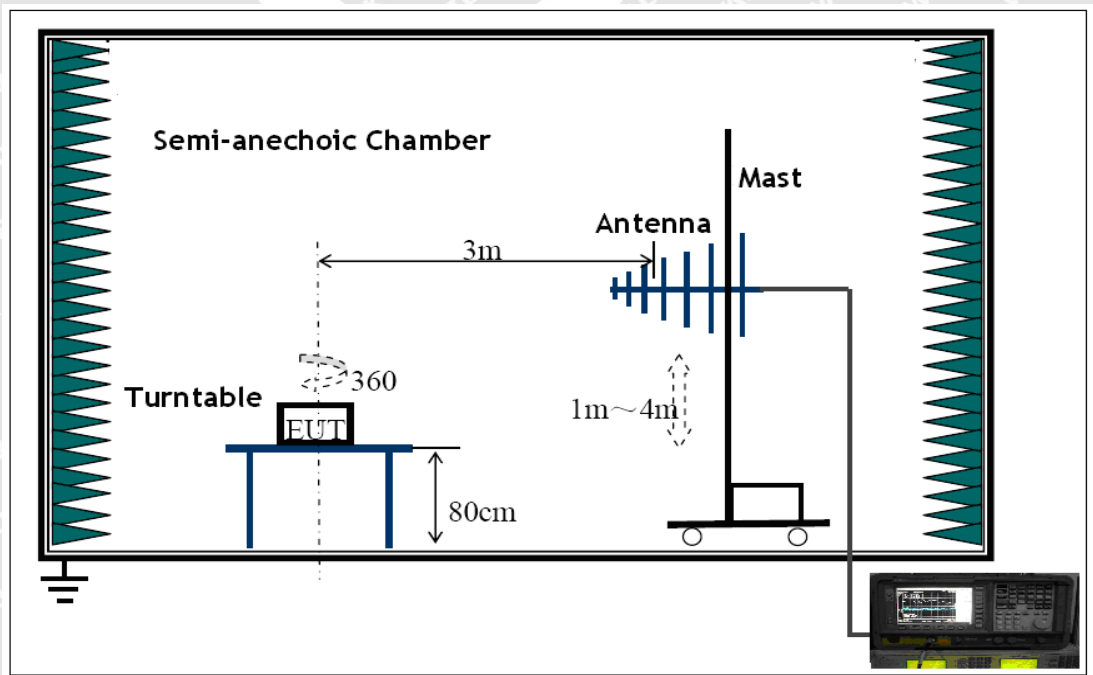 Semi-anechoic Chamber
Mast
Antenna
3m
360
Turntable
1m～4m
EUT
80cm